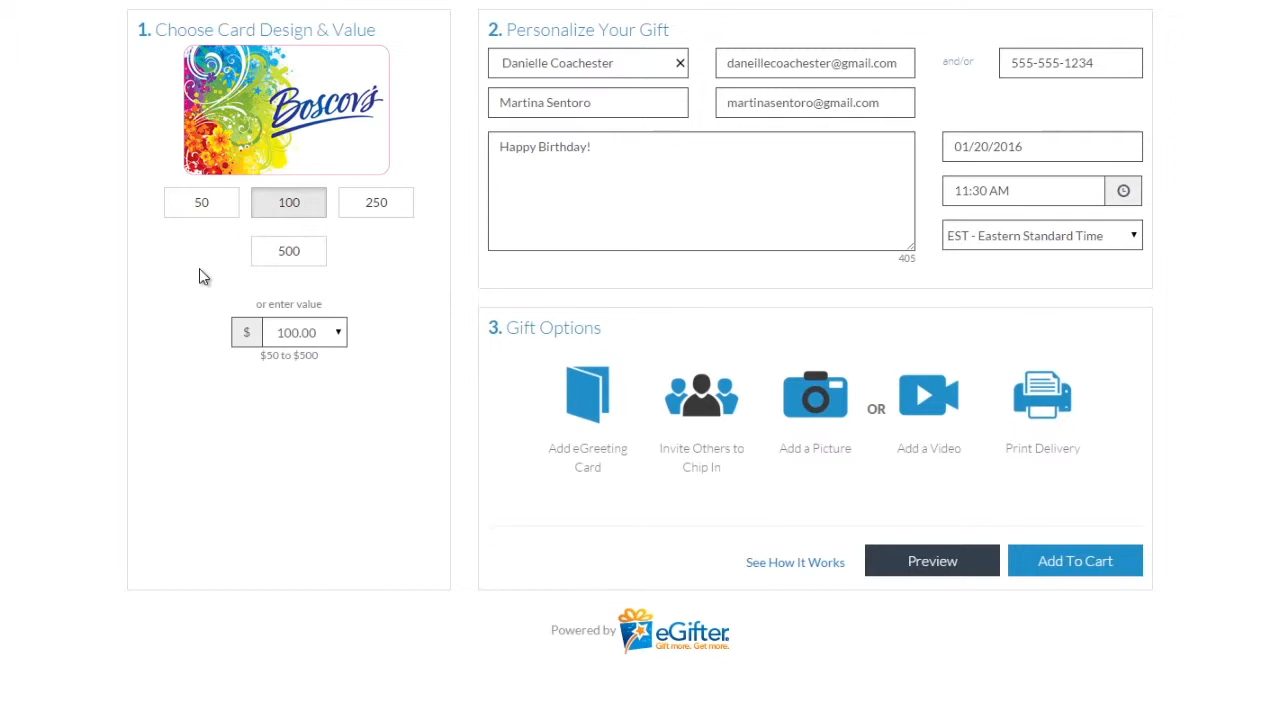 1. Choose Card Design & Value
Boscov's
50
100
250
500
or enter value
$
100.00
$50 to $500
2. Personalize Your Gift
Danielle Coachester
daneillecoachester@gmail.com
and/or
555-555-1234
Martina Sentoro
martinasentoro@gmail.com
Happy Birthday!
405
01/20/2016
11:30 AM
EST - Eastern Standard Time
3. Gift Options
Add eGreeting
Card
Invite Others to
Chip In
Add a Picture
OR
Add a Video
Print Delivery
See How It Works
Preview
Add To Cart
Powered by
eGifter.
Gift more. Get more.